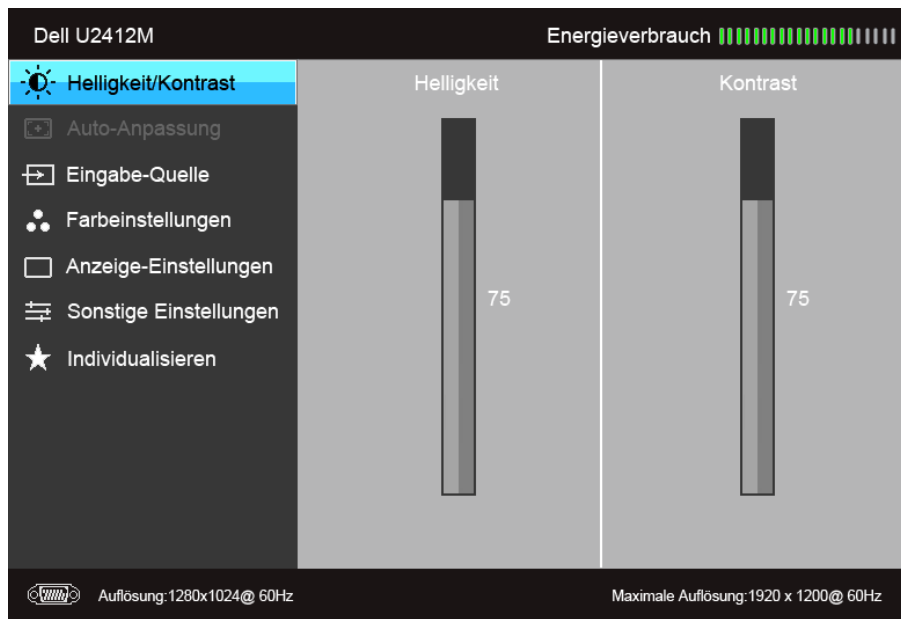 Dell U2412M
Energieverbrauch
Helligkeit/Kontrast
Helligkeit
Kontrast
Auto-Anpassung
Eingabe-Quelle
Farbeinstellungen
Anzeige-Einstellungen
Sonstige Einstellungen
Individualisieren
75
75
Auflösung:1280x1024@ 60Hz
Maximale Auflösung:1920 x 1200@ 60Hz